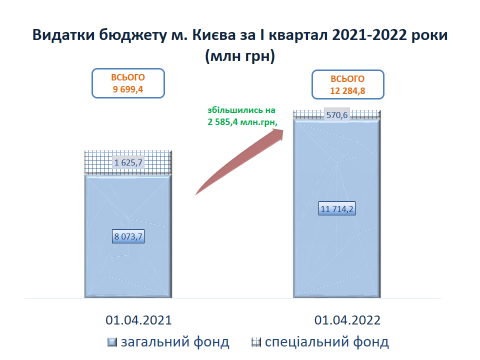 Видатки бюджету м. Києва за І квартал 2021-2022 роки
(млн грн)
ВСЬОГО
9 699,4
ВСЬОГО
12 284,8
збільшились на
2 585,4 млн.грн,
1 625,7
570,6
8 073,7
11 714,2
01.04.2021
01.04.2022
загальний фонд
спеціальний фонд